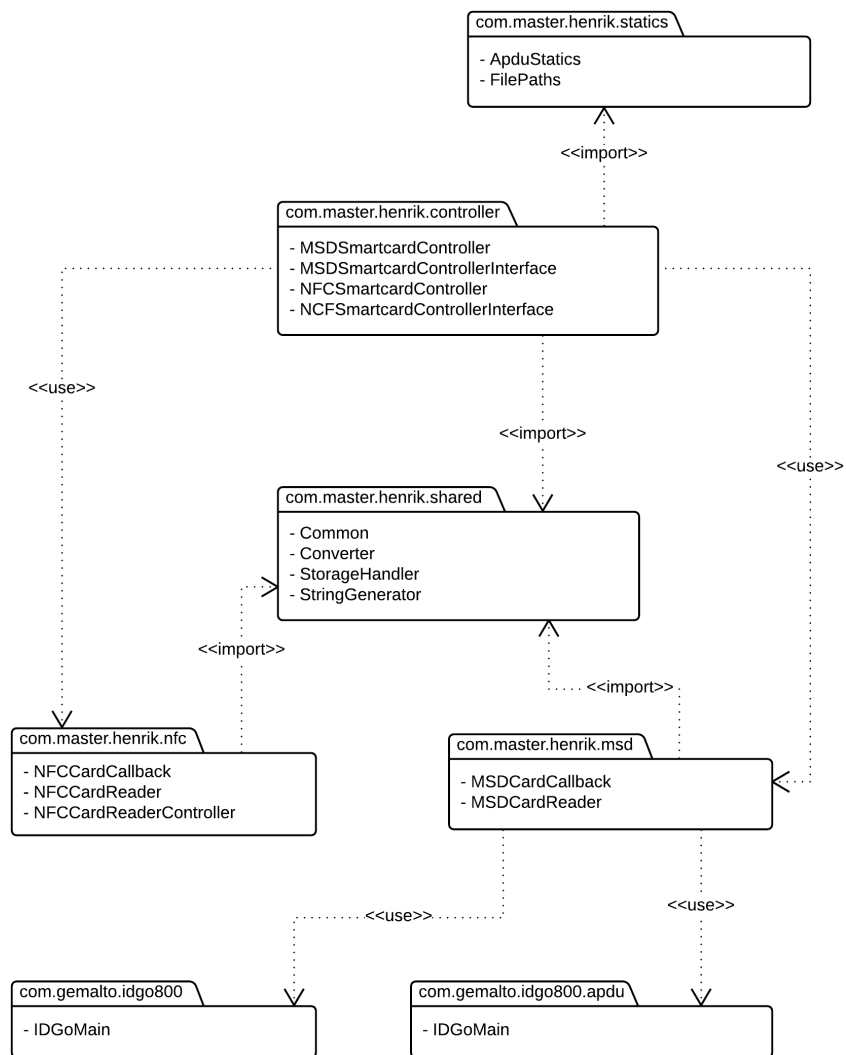 com.master.henrik.statics
- ApduStatics
- FilePaths
<<import>>
com.master.henrik.controller
- MSDSmartcardController
- MSDSmartcardControllerInterface
- NFCSmartcardController
- NCFSmartcardControllerInterface
<<use>>
<<import>>
<<use>>
com.master.henrik.shared
- Common
- Converter
- StorageHandler
- StringGenerator
<<import>>
<<import>>
com.master.henrik.nfc
- NFCCardCallback
- NFCCardReader
- NFCCardReaderController
com.master.henrik.msd
- MSDCardCallback
- MSDCardReader
<<use>>
<<use>>
com.gemalto.idgo800
- IDGoMain
com.gemalto.idgo800.apdu
- IDGoMain